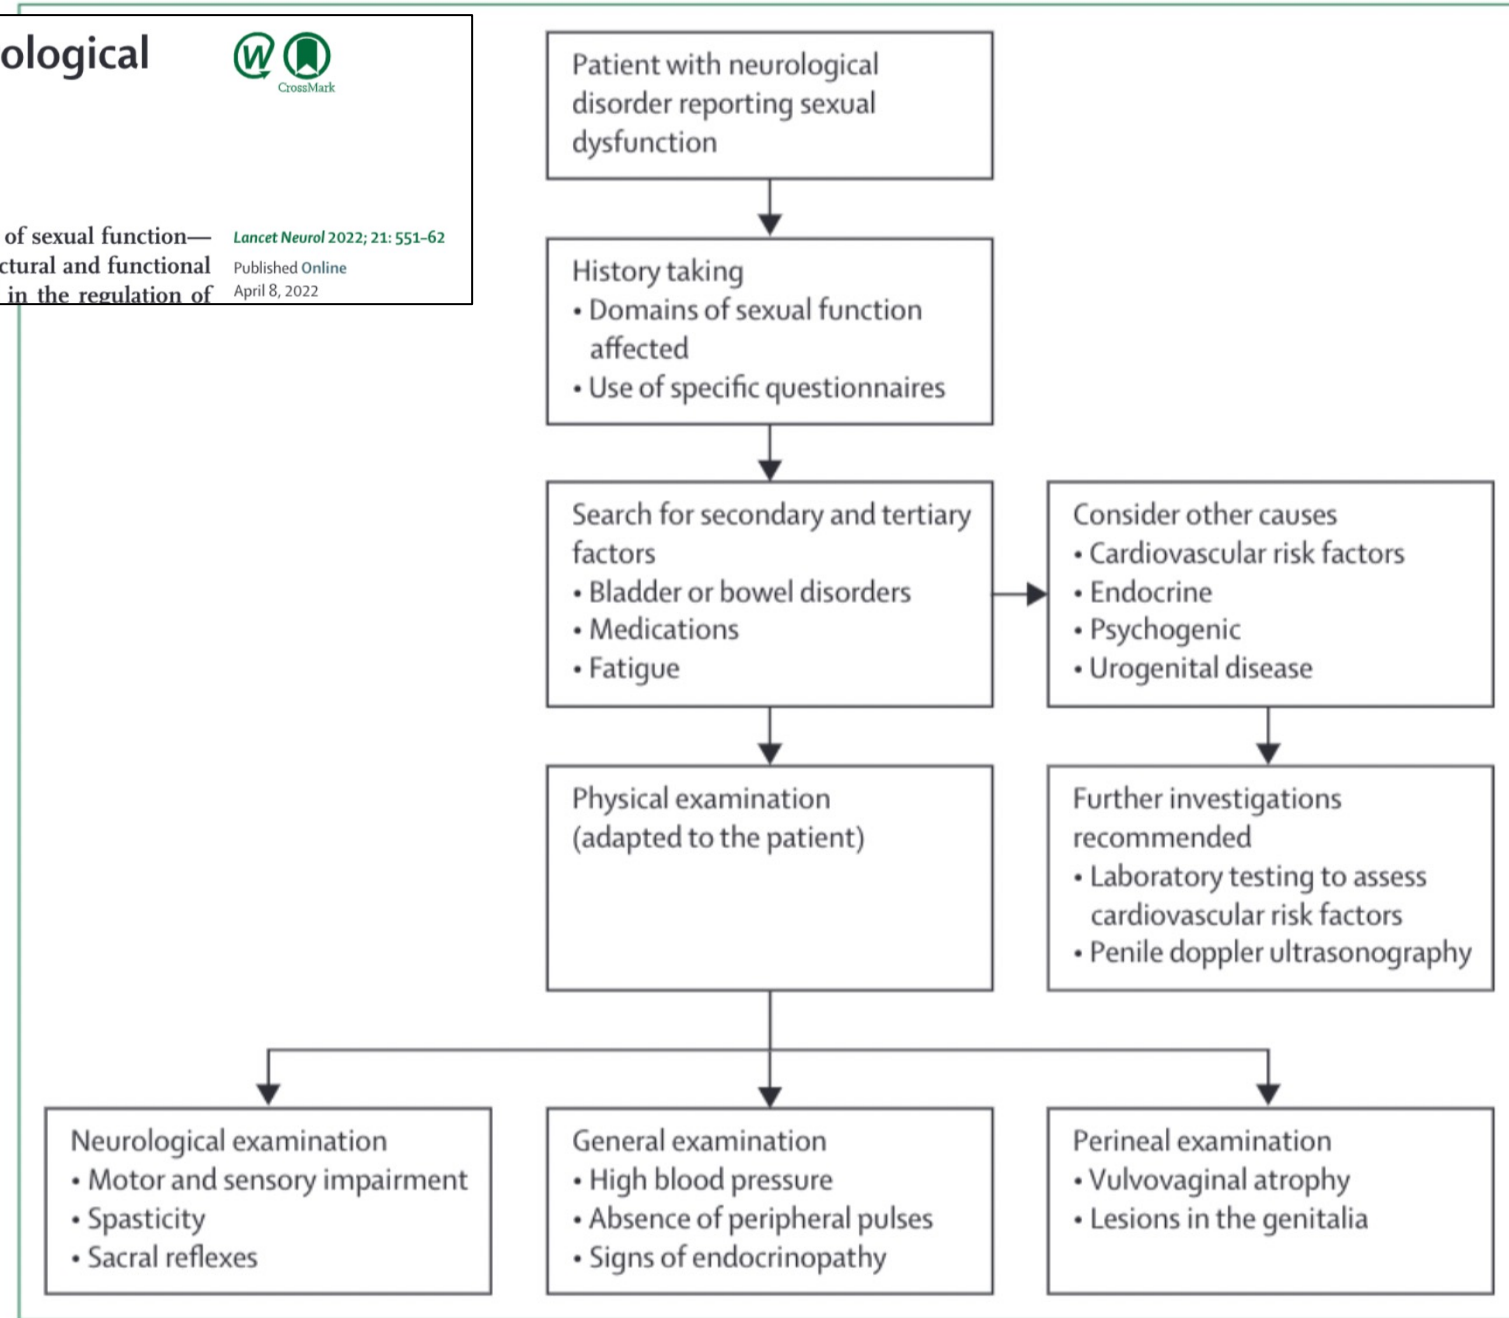 ological
W
CrossMark
of sexual function—
ctural and functional
in the regulation of
Lancet Neurol 2022; 21: 551–62
Published Online
April 8, 2022
Patient with neurological
disorder reporting sexual
dysfunction
History taking
• Domains of sexual function
affected
• Use of specific questionnaires
Search for secondary and tertiary
factors
• Bladder or bowel disorders
• Medications
• Fatigue
Consider other causes
• Cardiovascular risk factors
• Endocrine
• Psychogenic
• Urogenital disease
Physical examination
(adapted to the patient)
Further investigations
recommended
• Laboratory testing to assess
cardiovascular risk factors
• Penile doppler ultrasonography
Neurological examination
• Motor and sensory impairment
• Spasticity
• Sacral reflexes
General examination
• High blood pressure
• Absence of peripheral pulses
• Signs of endocrinopathy
Perineal examination
• Vulvovaginal atrophy
• Lesions in the genitalia